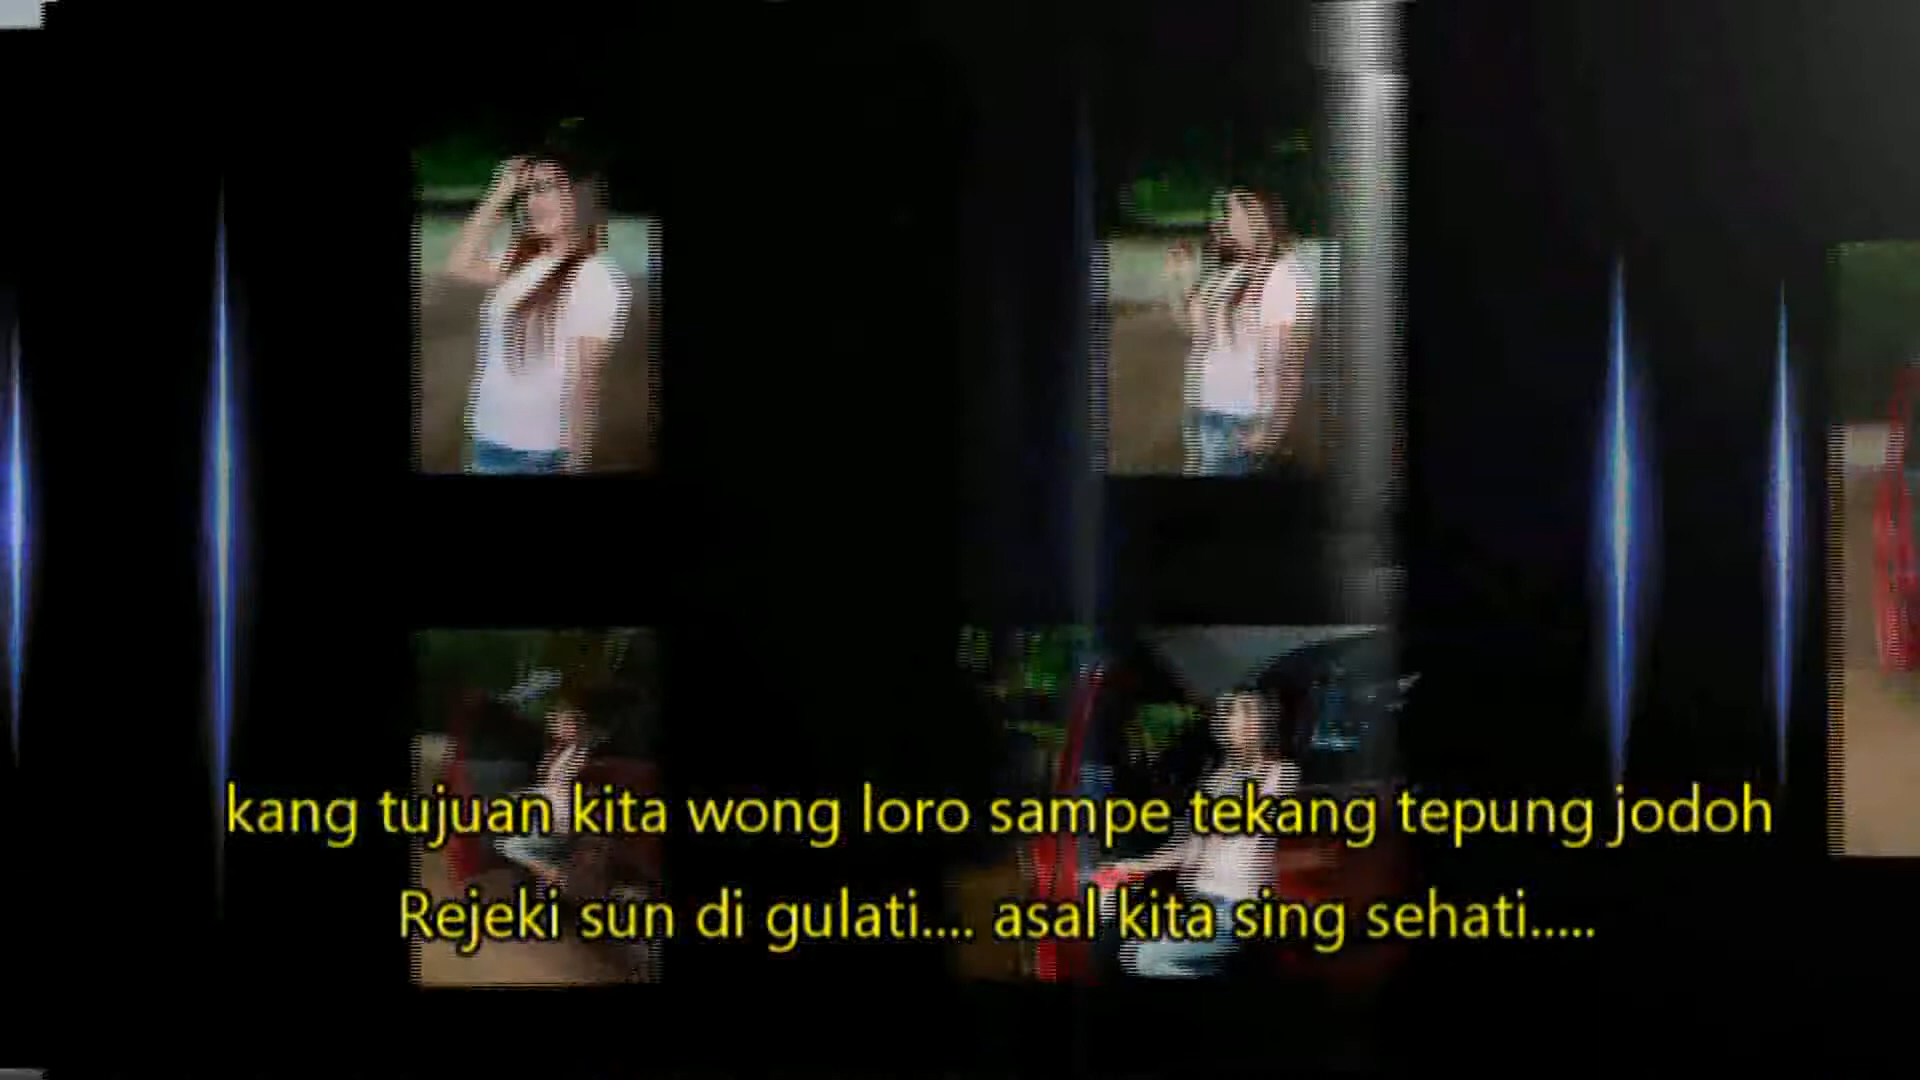 kang tujuan kita wong loro sampe tekang tepung jodoh
Rejeki sun di gulati.... asal kita sing sehati.....